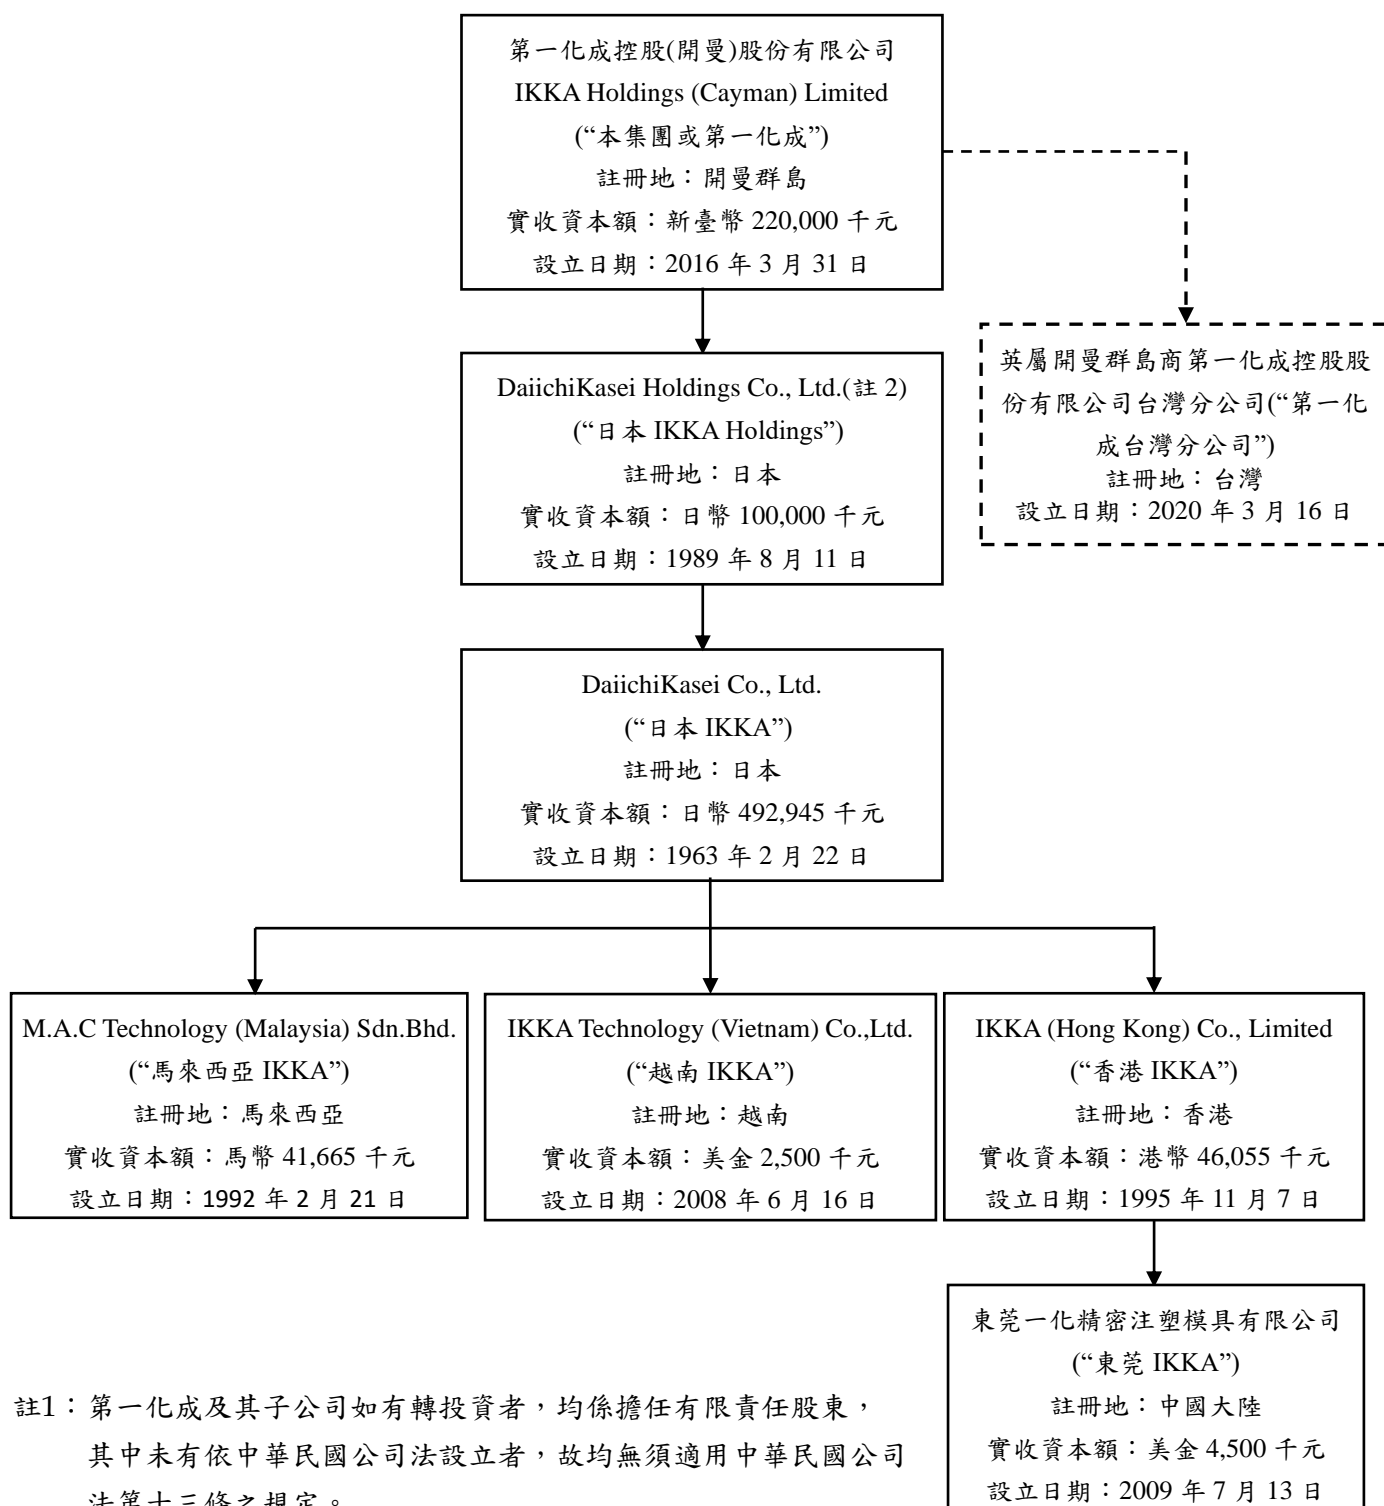 第一化成控股(開曼)股份有限公司
IKKA Holdings (Cayman) Limited
(“本集團或第一化成”)
註冊地：開曼群島
實收資本額：新臺幣 220,000 千元
設立日期：2016 年 3 月 31 日
英屬開曼群島商第一化成控股股
份有限公司台灣分公司(“第一化
成台灣分公司”)
註冊地：台灣
設立日期：2020 年 3 月 16 日
DaiichiKasei Holdings Co., Ltd.(註 2)
(“日本 IKKA Holdings”)
註冊地：日本
實收資本額：日幣 100,000 千元
設立日期：1989 年 8 月 11 日
DaiichiKasei Co., Ltd.
(“日本 IKKA”)
註冊地：日本
實收資本額：日幣 492,945 千元
設立日期：1963 年 2 月 22 日
M.A.C Technology (Malaysia) Sdn.Bhd.
(“馬來西亞 IKKA”)
註冊地：馬來西亞
實收資本額：馬幣 41,665 千元
設立日期：1992 年 2 月 21 日
IKKA Technology (Vietnam) Co.,Ltd.
(“越南 IKKA”)
註冊地：越南
實收資本額：美金 2,500 千元
設立日期：2008 年 6 月 16 日
IKKA (Hong Kong) Co., Limited
(“香港 IKKA”)
註冊地：香港
實收資本額：港幣 46,055 千元
設立日期：1995 年 11 月 7 日
東莞一化精密注塑模具有限公司
(“東莞 IKKA”)
註冊地：中國大陸
實收資本額：美金 4,500 千元
設立日期：2009 年 7 月 13 日
註1：第一化成及其子公司如有轉投資者，均係擔任有限責任股東，
其中未有依中華民國公司法設立者，故均無須適用中華民國公司
法第十三條之規定。